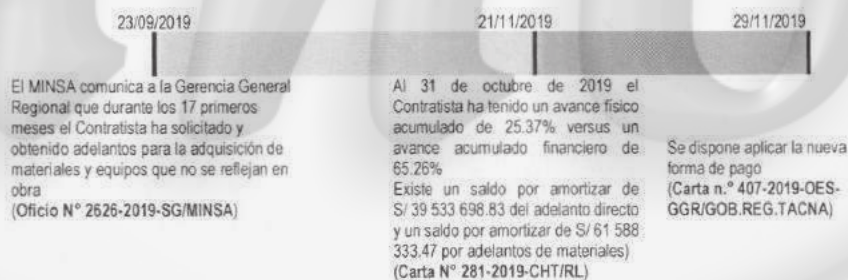 23/09/2019
21/11/2019
29/11/2019
El MINSA comunica a la Gerencia General
Regional que durante los 17 primeros
meses el Contratista ha solicitado y
obtenido adelantos para la adquisición de
materiales y equipos que no se reflejan en
obra
(Oficio N° 2626-2019-SG/MINSA)
Al 31 de octubre de 2019 el
Contratista ha tenido un avance físico
acumulado de 25.37% versus un
avance acumulado financiero de
65.26%
Existe un saldo por amortizar de
S/ 39 533 698.83 del adelanto directo
y un saldo por amortizar de S/ 61 588
333.47 por adelantos de materiales)
(Carta N° 281-2019-CHT/RL)
Se dispone aplicar la nueva
forma de pago
(Carta n.° 407-2019-OES-
GGR/GOB.REG.TACNA)